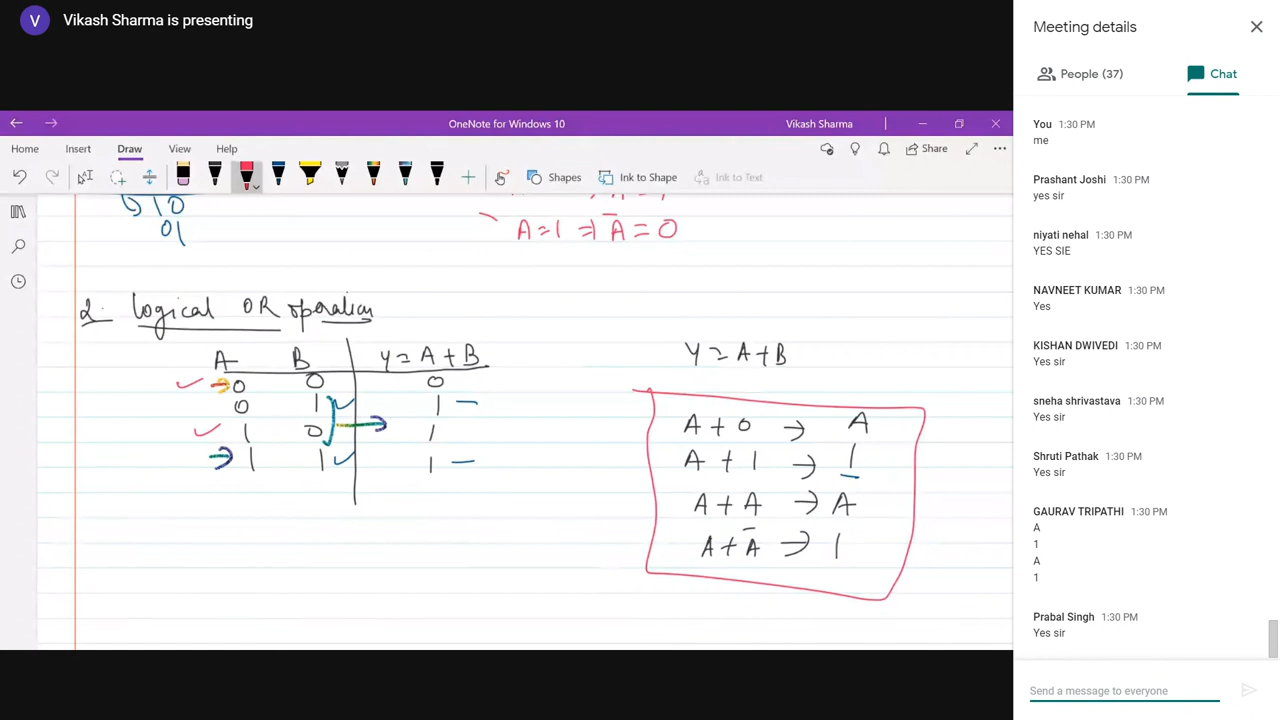 V
Vikash Sharma is presenting
OneNote for Windows 10
Vikash Sharma
Home Insert Draw View Help
Share
Shapes
Ink to Shape
Ink to Text
10
01
A=1 ⇒ A̅ = 0
2. Logical OR operation
A B Y = A + B
0 0 0
0 1 1
1 0 1
1 1 1
Y = A + B
A + 0 → A
A + 1 → 1
A + A → A
A + A̅ → 1
Meeting details
People (37)
Chat
You 1:30 PM
me
Prashant Joshi 1:30 PM
yes sir
niyati nehal 1:30 PM
YES SIE
NAVNEET KUMAR 1:30 PM
Yes
KISHAN DWIVEDI 1:30 PM
Yes sir
sneha shrivastava 1:30 PM
Yes sir
Shruti Pathak 1:30 PM
Yes sir
GAURAV TRIPATHI 1:30 PM
A
1
A
1
Prabal Singh 1:30 PM
Yes sir
Send a message to everyone